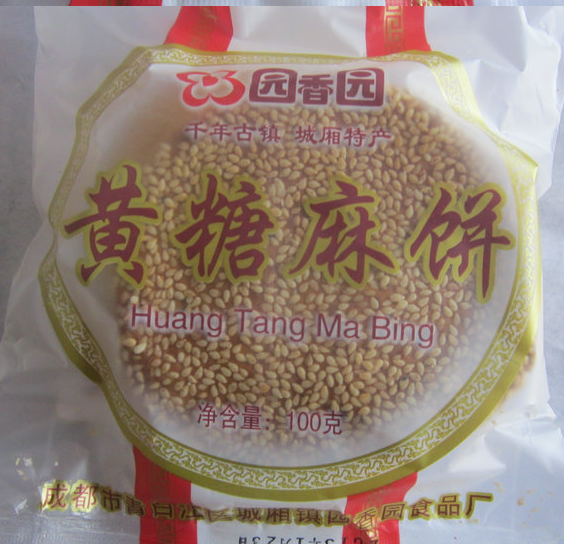 园香园
千年古镇 城厢特产
黄糖麻饼
Huang Tang Ma Bing
净含量：100克
成都市青白江区城厢镇园香园食品厂